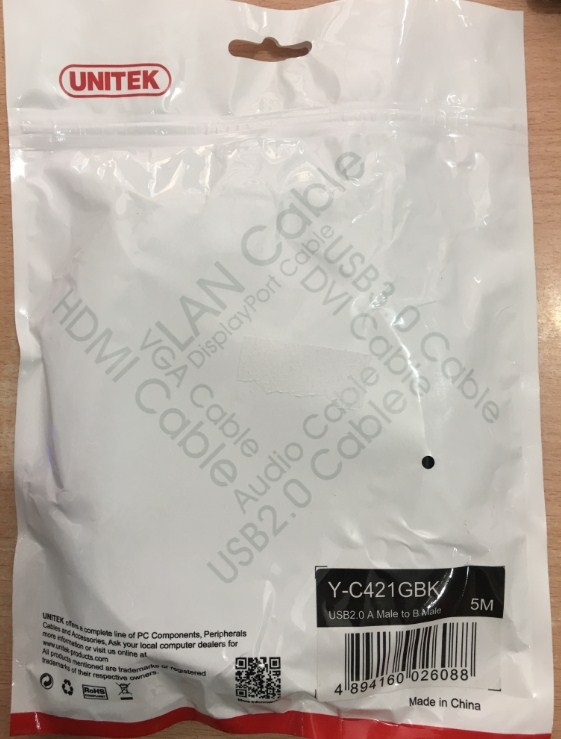 UNITEK
LAN Cable
DisplayPort Cable
USB3.0 Cable
DVI Cable
VGA Cable
HDMI Cable
Audio Cable
USB2.0 Cable
Y-C421GBK
USB2.0 A Male to B Male
5M
4 894160 026088
Made in China
UNITEK offers a complete line of PC Components, Peripherals
Cables and Accessories,Ask your local computer dealers for
more information or visit us online at
www.unitek-products.com
All products mentioned are trademarks or registered
trademarks of their respective owners.
RoHS